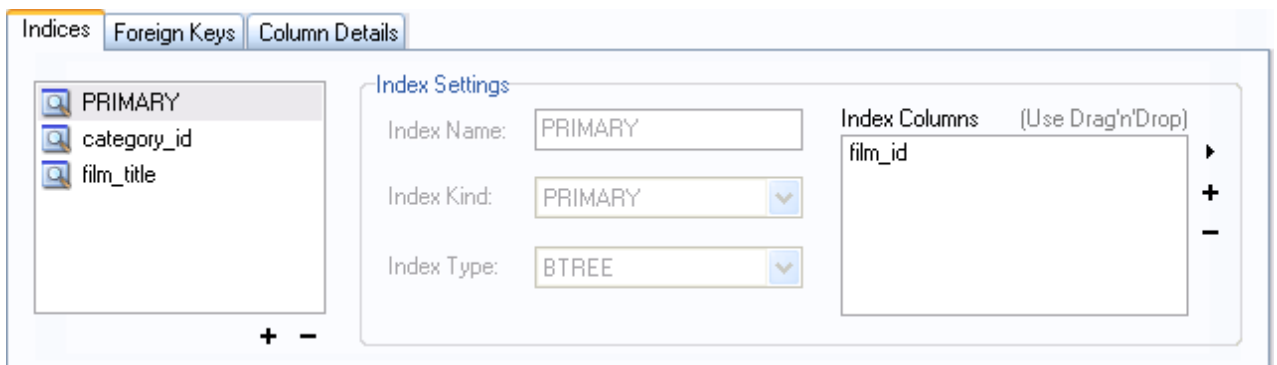 Indices Foreign Keys Column Details
PRIMARY
category_id
film_title
Index Settings
Index Name: PRIMARY
Index Kind: PRIMARY
Index Type: BTREE
Index Columns (Use Drag'n'Drop)
film_id